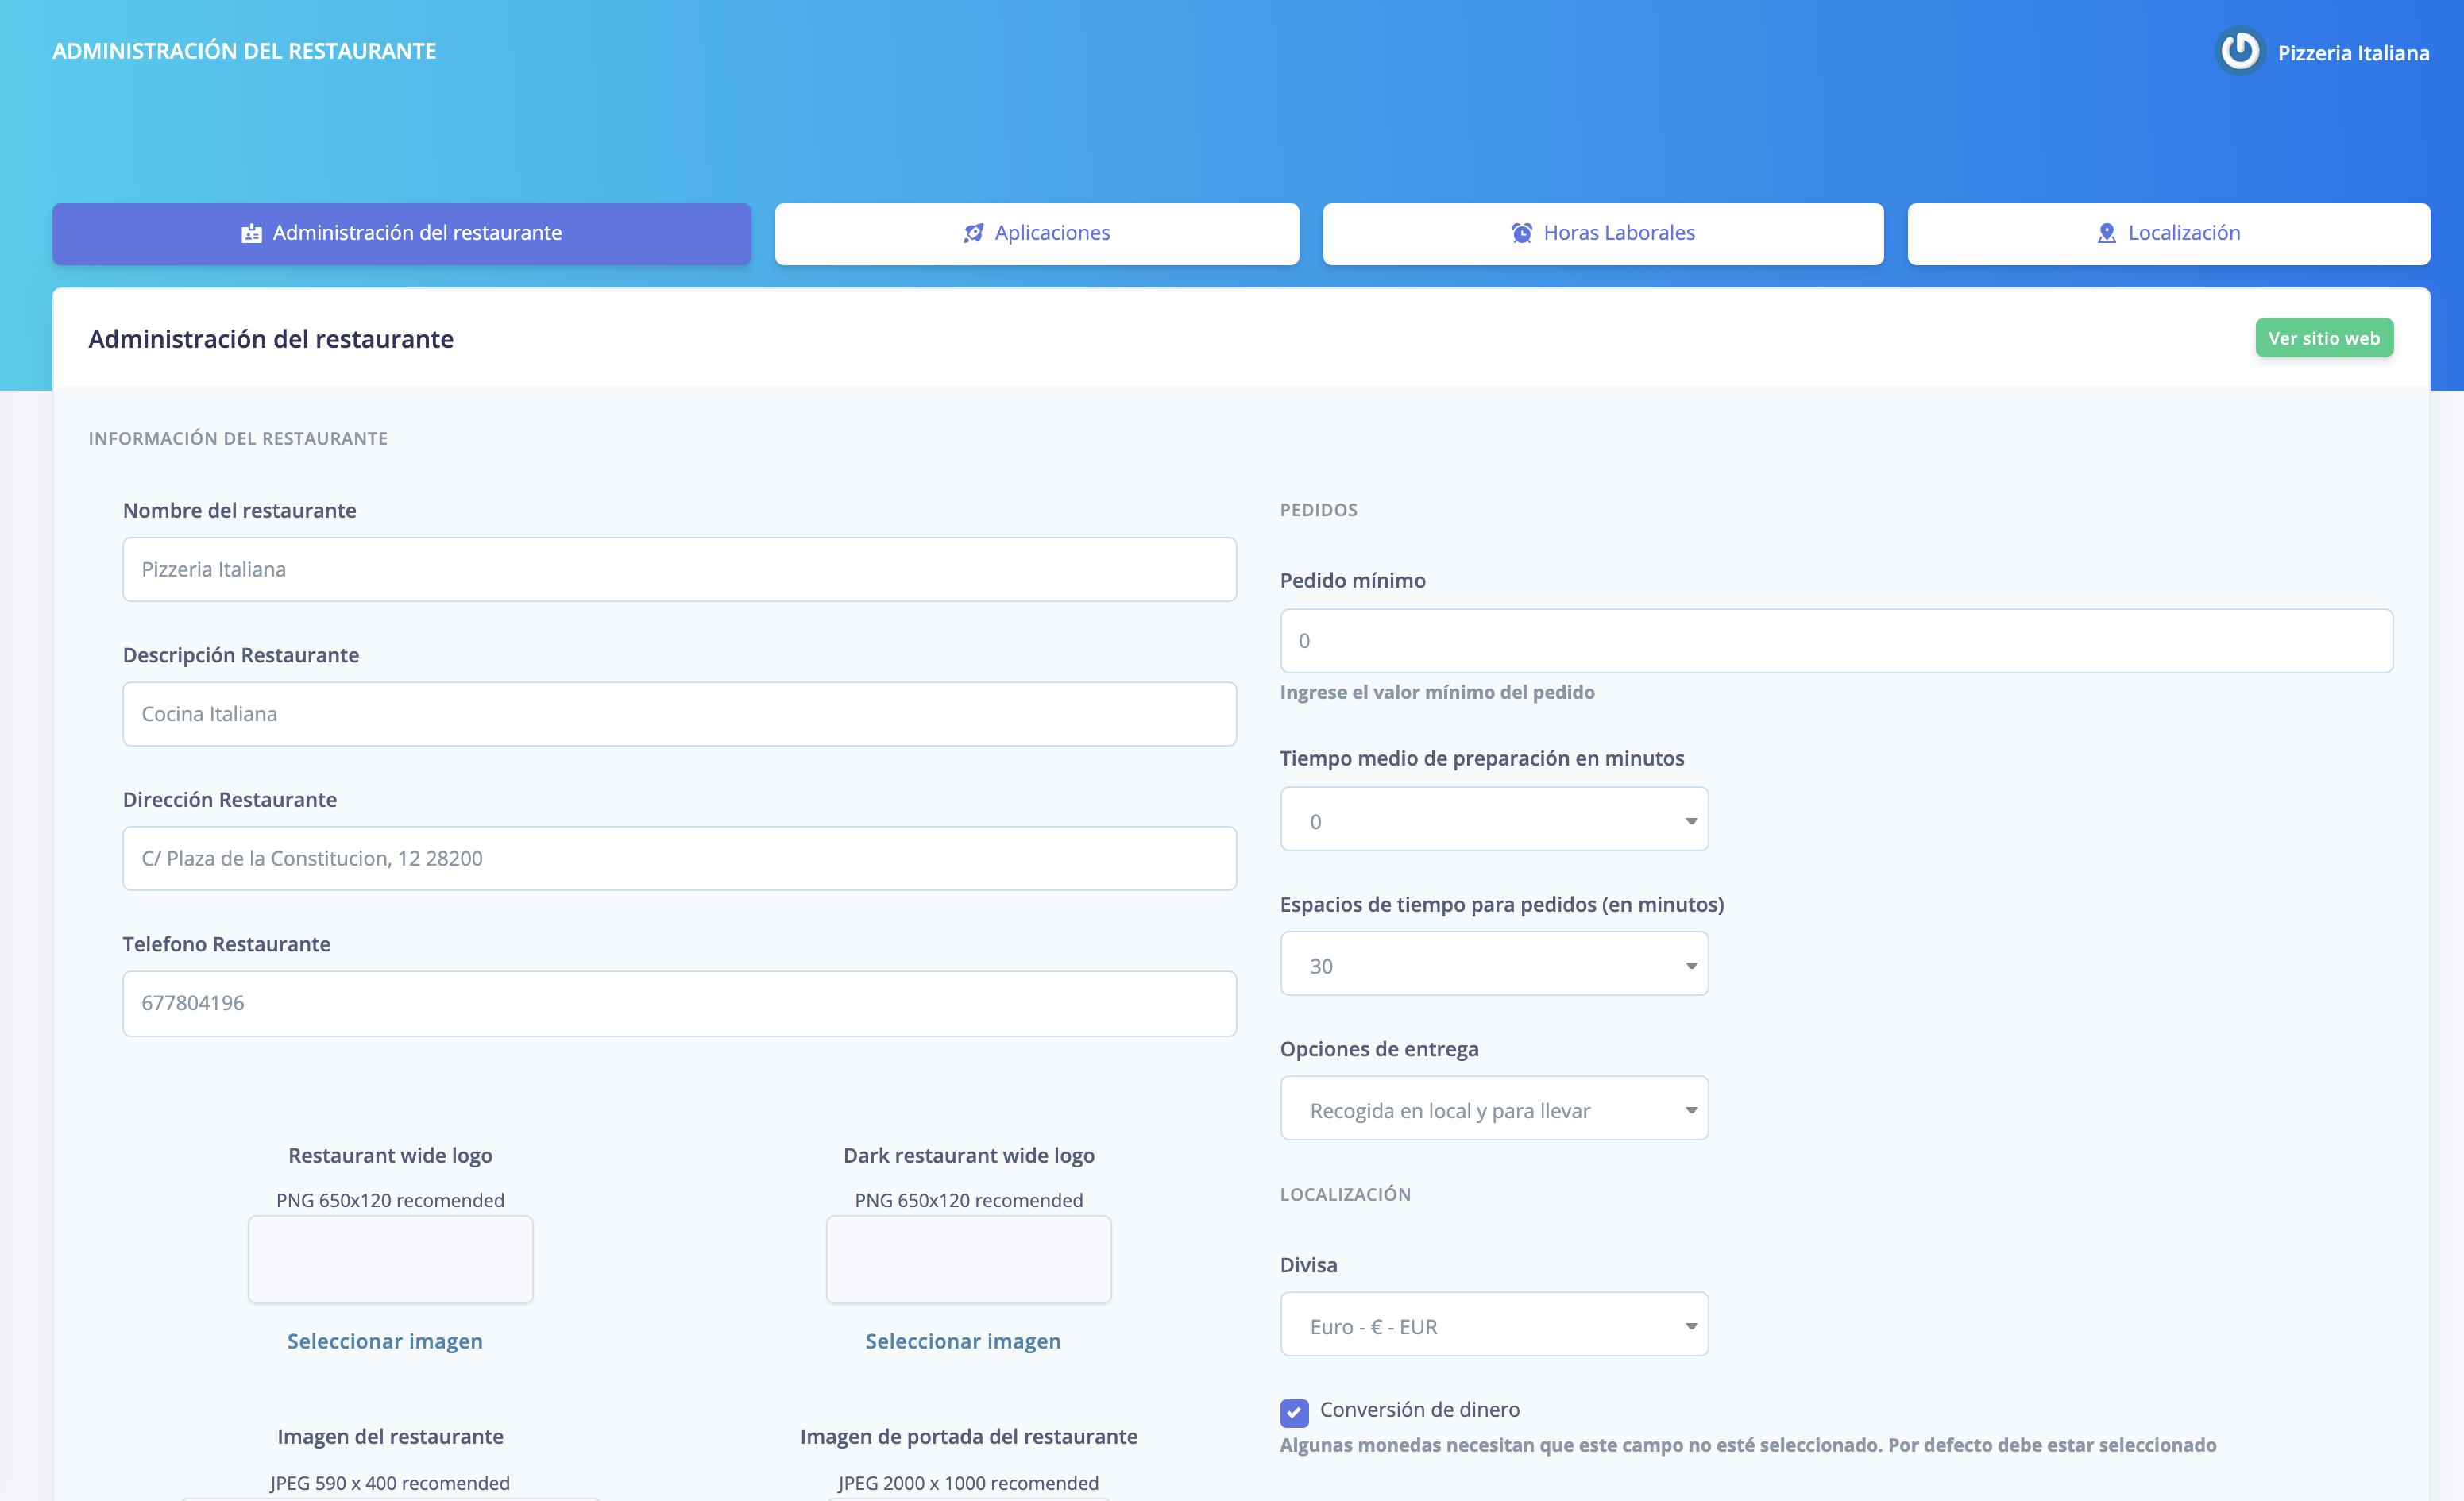 ADMINISTRACIÓN DEL RESTAURANTE
Pizzeria Italiana
Administración del restaurante
Aplicaciones
Horas Laborales
Localización
Administración del restaurante
Ver sitio web
INFORMACIÓN DEL RESTAURANTE
Nombre del restaurante
Pizzeria Italiana
Descripción Restaurante
Cocina Italiana
Dirección Restaurante
C/ Plaza de la Constitucion, 12 28200
Telefono Restaurante
677804196
Restaurant wide logo
PNG 650x120 recomended
Seleccionar imagen
Dark restaurant wide logo
PNG 650x120 recomended
Seleccionar imagen
Imagen del restaurante
JPEG 590 x 400 recomended
Imagen de portada del restaurante
JPEG 2000 x 1000 recomended
PEDIDOS
Pedido mínimo
0
Ingrese el valor mínimo del pedido
Tiempo medio de preparación en minutos
0
Espacios de tiempo para pedidos (en minutos)
30
Opciones de entrega
Recogida en local y para llevar
LOCALIZACIÓN
Divisa
Euro - € - EUR
Conversión de dinero
Algunas monedas necesitan que este campo no esté seleccionado. Por defecto debe estar seleccionado